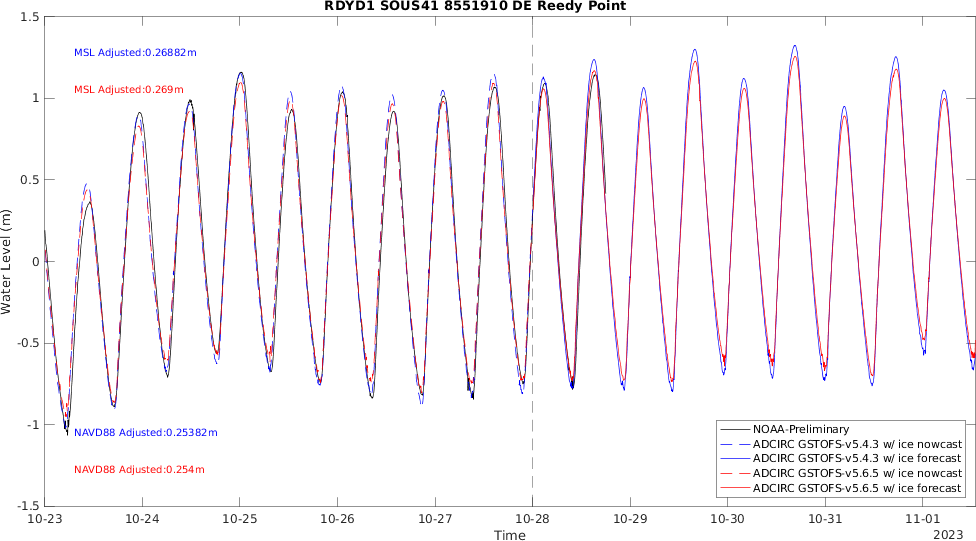 RDYD1 SOUS41 8551910 DE Reedy Point
1.5
1
0.5
0
-0.5
-1
-1.5
Water Level (m)
MSL Adjusted:0.26882m
MSL Adjusted:0.269m
NAVD88 Adjusted:0.25382m
NAVD88 Adjusted:0.254m
NOAA-Preliminary
ADCIRC GSTOFS-v5.4.3 w/ ice nowcast
ADCIRC GSTOFS-v5.4.3 w/ ice forecast
ADCIRC GSTOFS-v5.6.5 w/ ice nowcast
ADCIRC GSTOFS-v5.6.5 w/ ice forecast
10-23 10-24 10-25 10-26 10-27 10-28 10-29 10-30 10-31 11-01
Time
2023